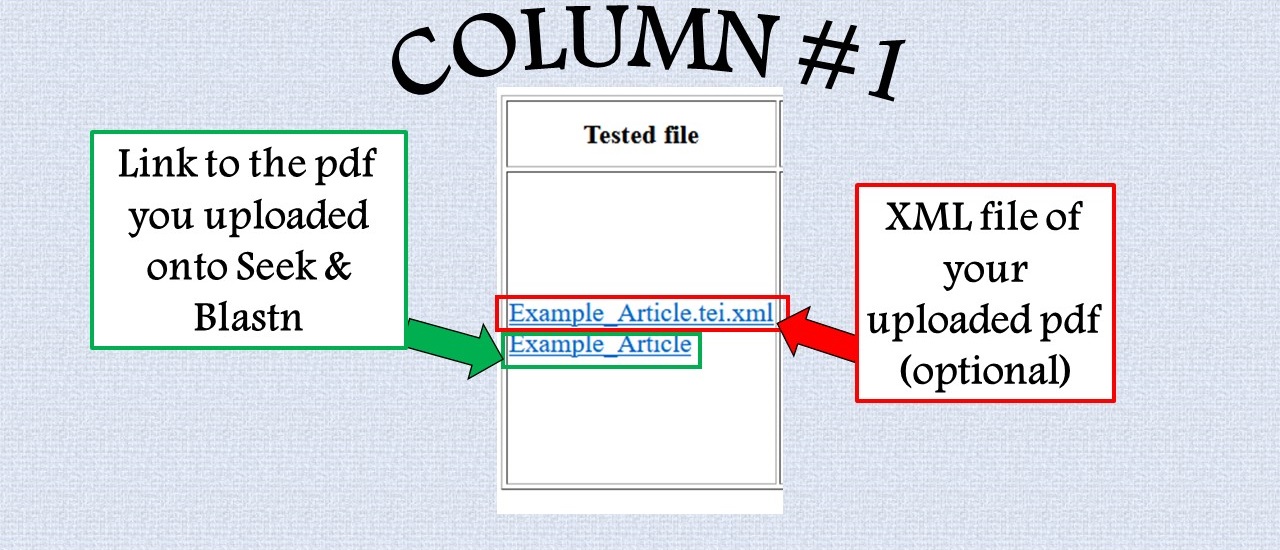 COLUMN #1
Tested file
Link to the pdf
you uploaded
onto Seek &
Blastn
Example_Article.tei.xml
Example_Article
XML file of
your
uploaded pdf
(optional)